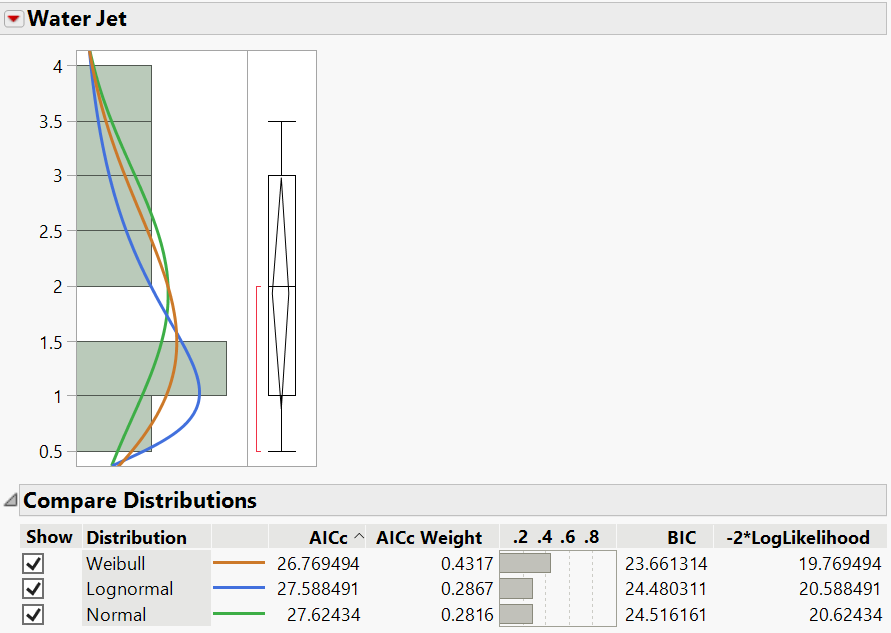 Water Jet
4
3.5
3
2.5
2
1.5
1
0.5
Compare Distributions
Show Distribution AICc ^ AICc Weight .2 .4 .6 .8 BIC -2*LogLikelihood
Weibull 26.769494 0.4317 23.661314 19.769494
Lognormal 27.588491 0.2867 24.480311 20.588491
Normal 27.62434 0.2816 24.516161 20.62434